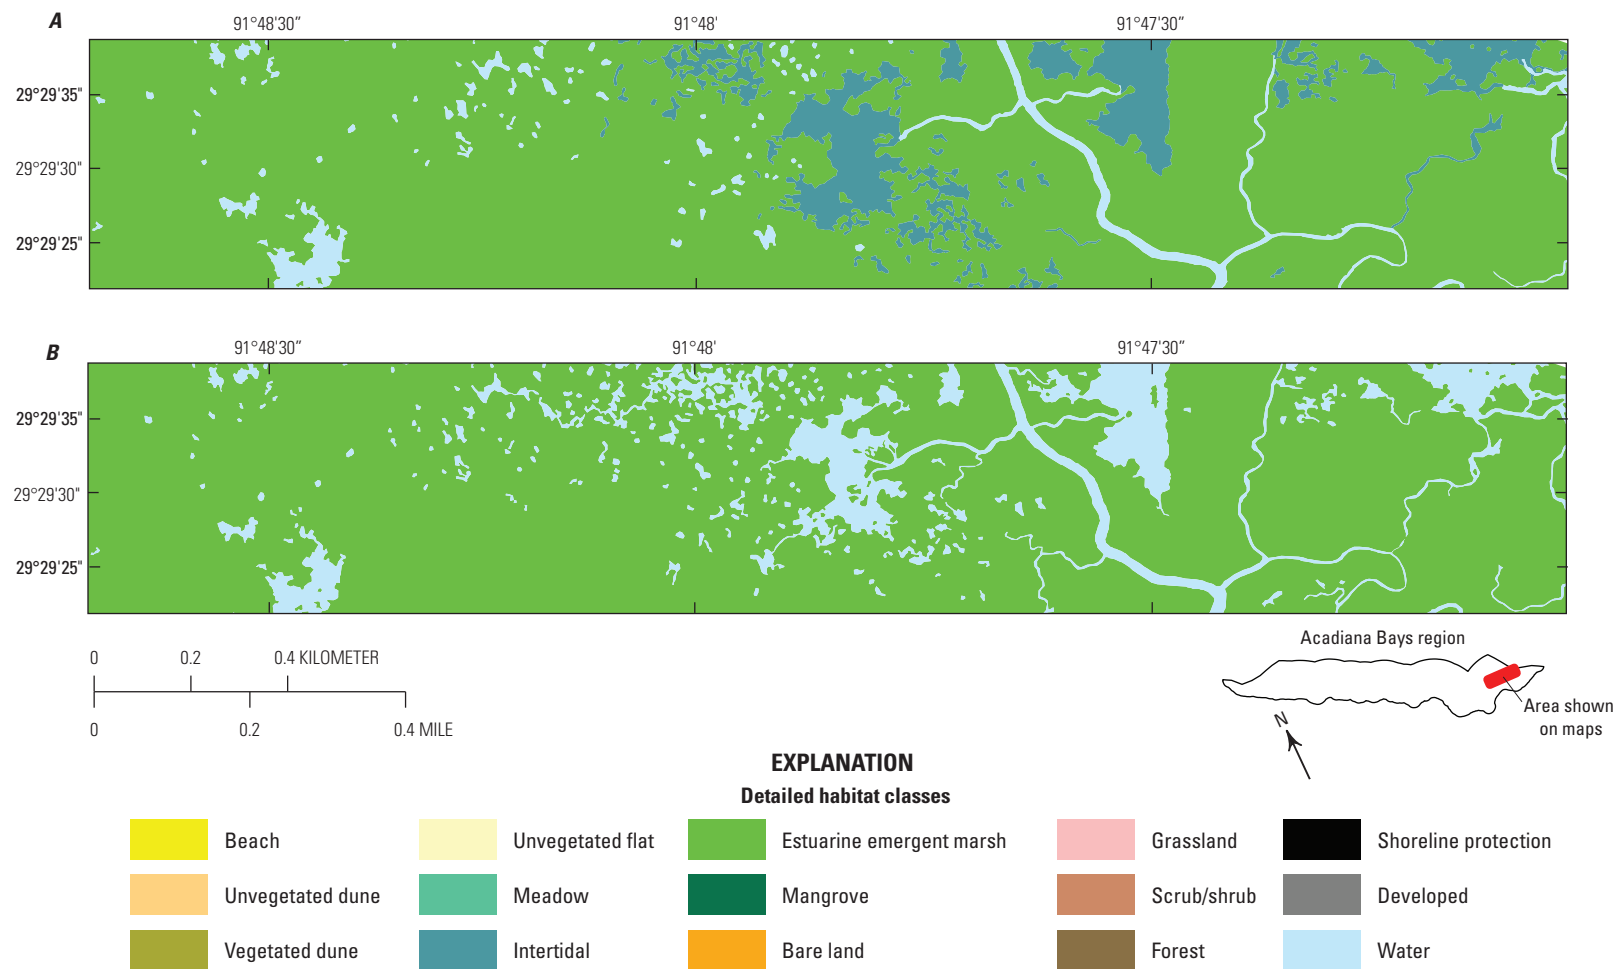 A
91°48'30"
91°48'
91°47'30"
29°29'35"
29°29'30"
29°29'25"
B
91°48'30"
91°48'
91°47'30"
29°29'35"
29°29'30"
29°29'25"
0
0.2
0.4 KILOMETER
0
0.2
0.4 MILE
Acadiana Bays region
Area shown
on maps
N
EXPLANATION
Detailed habitat classes
Beach
Unvegetated flat
Estuarine emergent marsh
Grassland
Shoreline protection
Unvegetated dune
Meadow
Mangrove
Scrub/shrub
Developed
Vegetated dune
Intertidal
Bare land
Forest
Water